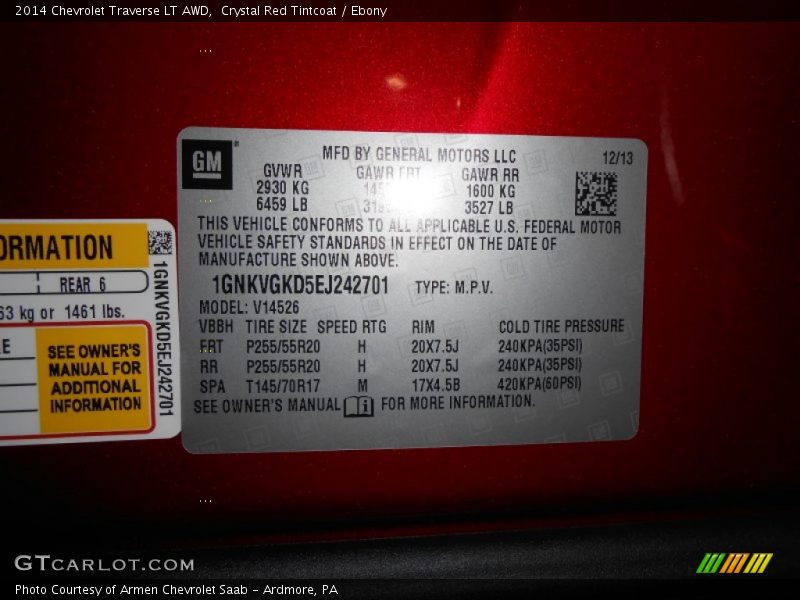 2014 Chevrolet Traverse LT AWD,  Crystal Red Tintcoat / Ebony
GM
MFD BY GENERAL MOTORS LLC
12/13
GVWR GAWR FRT GAWR RR
2930 KG 1600 KG
6459 LB 3527 LB
THIS VEHICLE CONFORMS TO ALL APPLICABLE U.S. FEDERAL MOTOR
VEHICLE SAFETY STANDARDS IN EFFECT ON THE DATE OF
MANUFACTURE SHOWN ABOVE.
1GNKVGKD5EJ242701 TYPE: M.P.V.
MODEL: V14526
VBBH TIRE SIZE SPEED RTG RIM COLD TIRE PRESSURE
FRT P255/55R20 H 20X7.5J 240KPA(35PSI)
RR P255/55R20 H 20X7.5J 240KPA(35PSI)
SPA T145/70R17 M 17X4.5B 420KPA(60PSI)
SEE OWNER'S MANUAL FOR MORE INFORMATION.
ORMATION
REAR 6
63 kg or 1461 lbs.
SEE OWNER'S
MANUAL FOR
ADDITIONAL
INFORMATION
1GNKVGKD5EJ242701
GTCARLOT.COM
Photo Courtesy of Armen Chevrolet Saab - Ardmore, PA